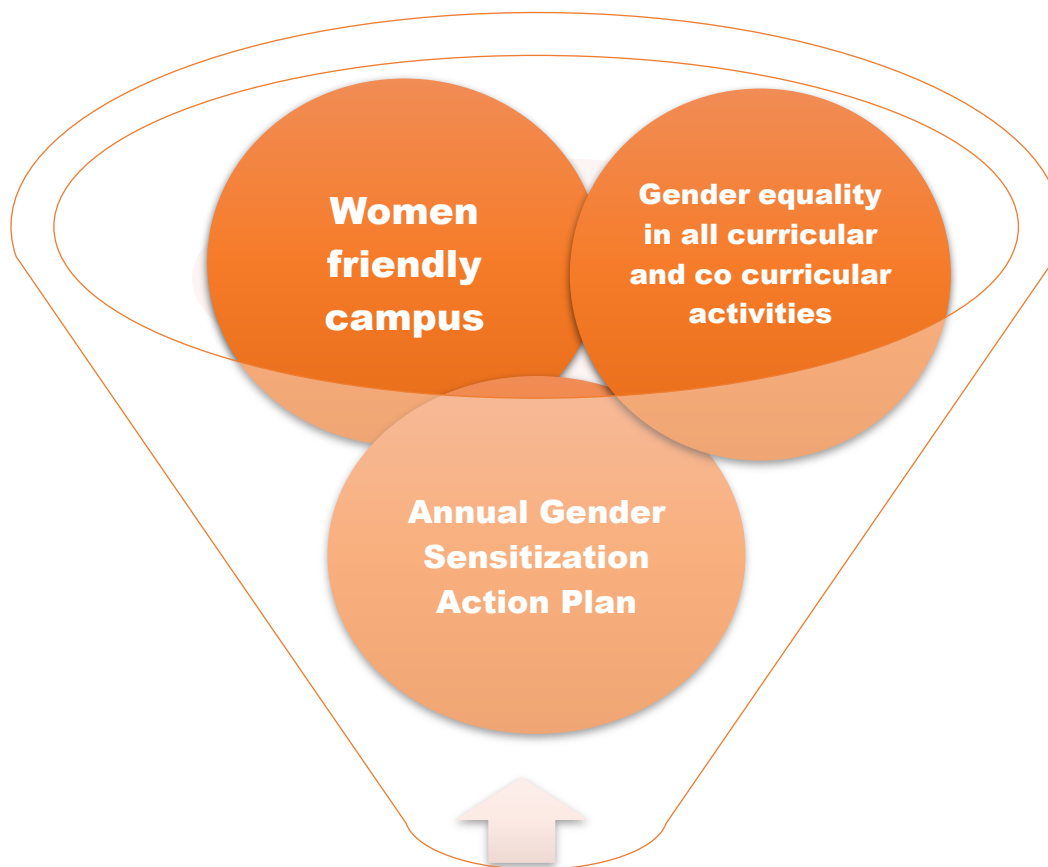 Women
friendly
campus
Gender equality
in all curricular
and co curricular
activities
Annual Gender
Sensitization
Action Plan